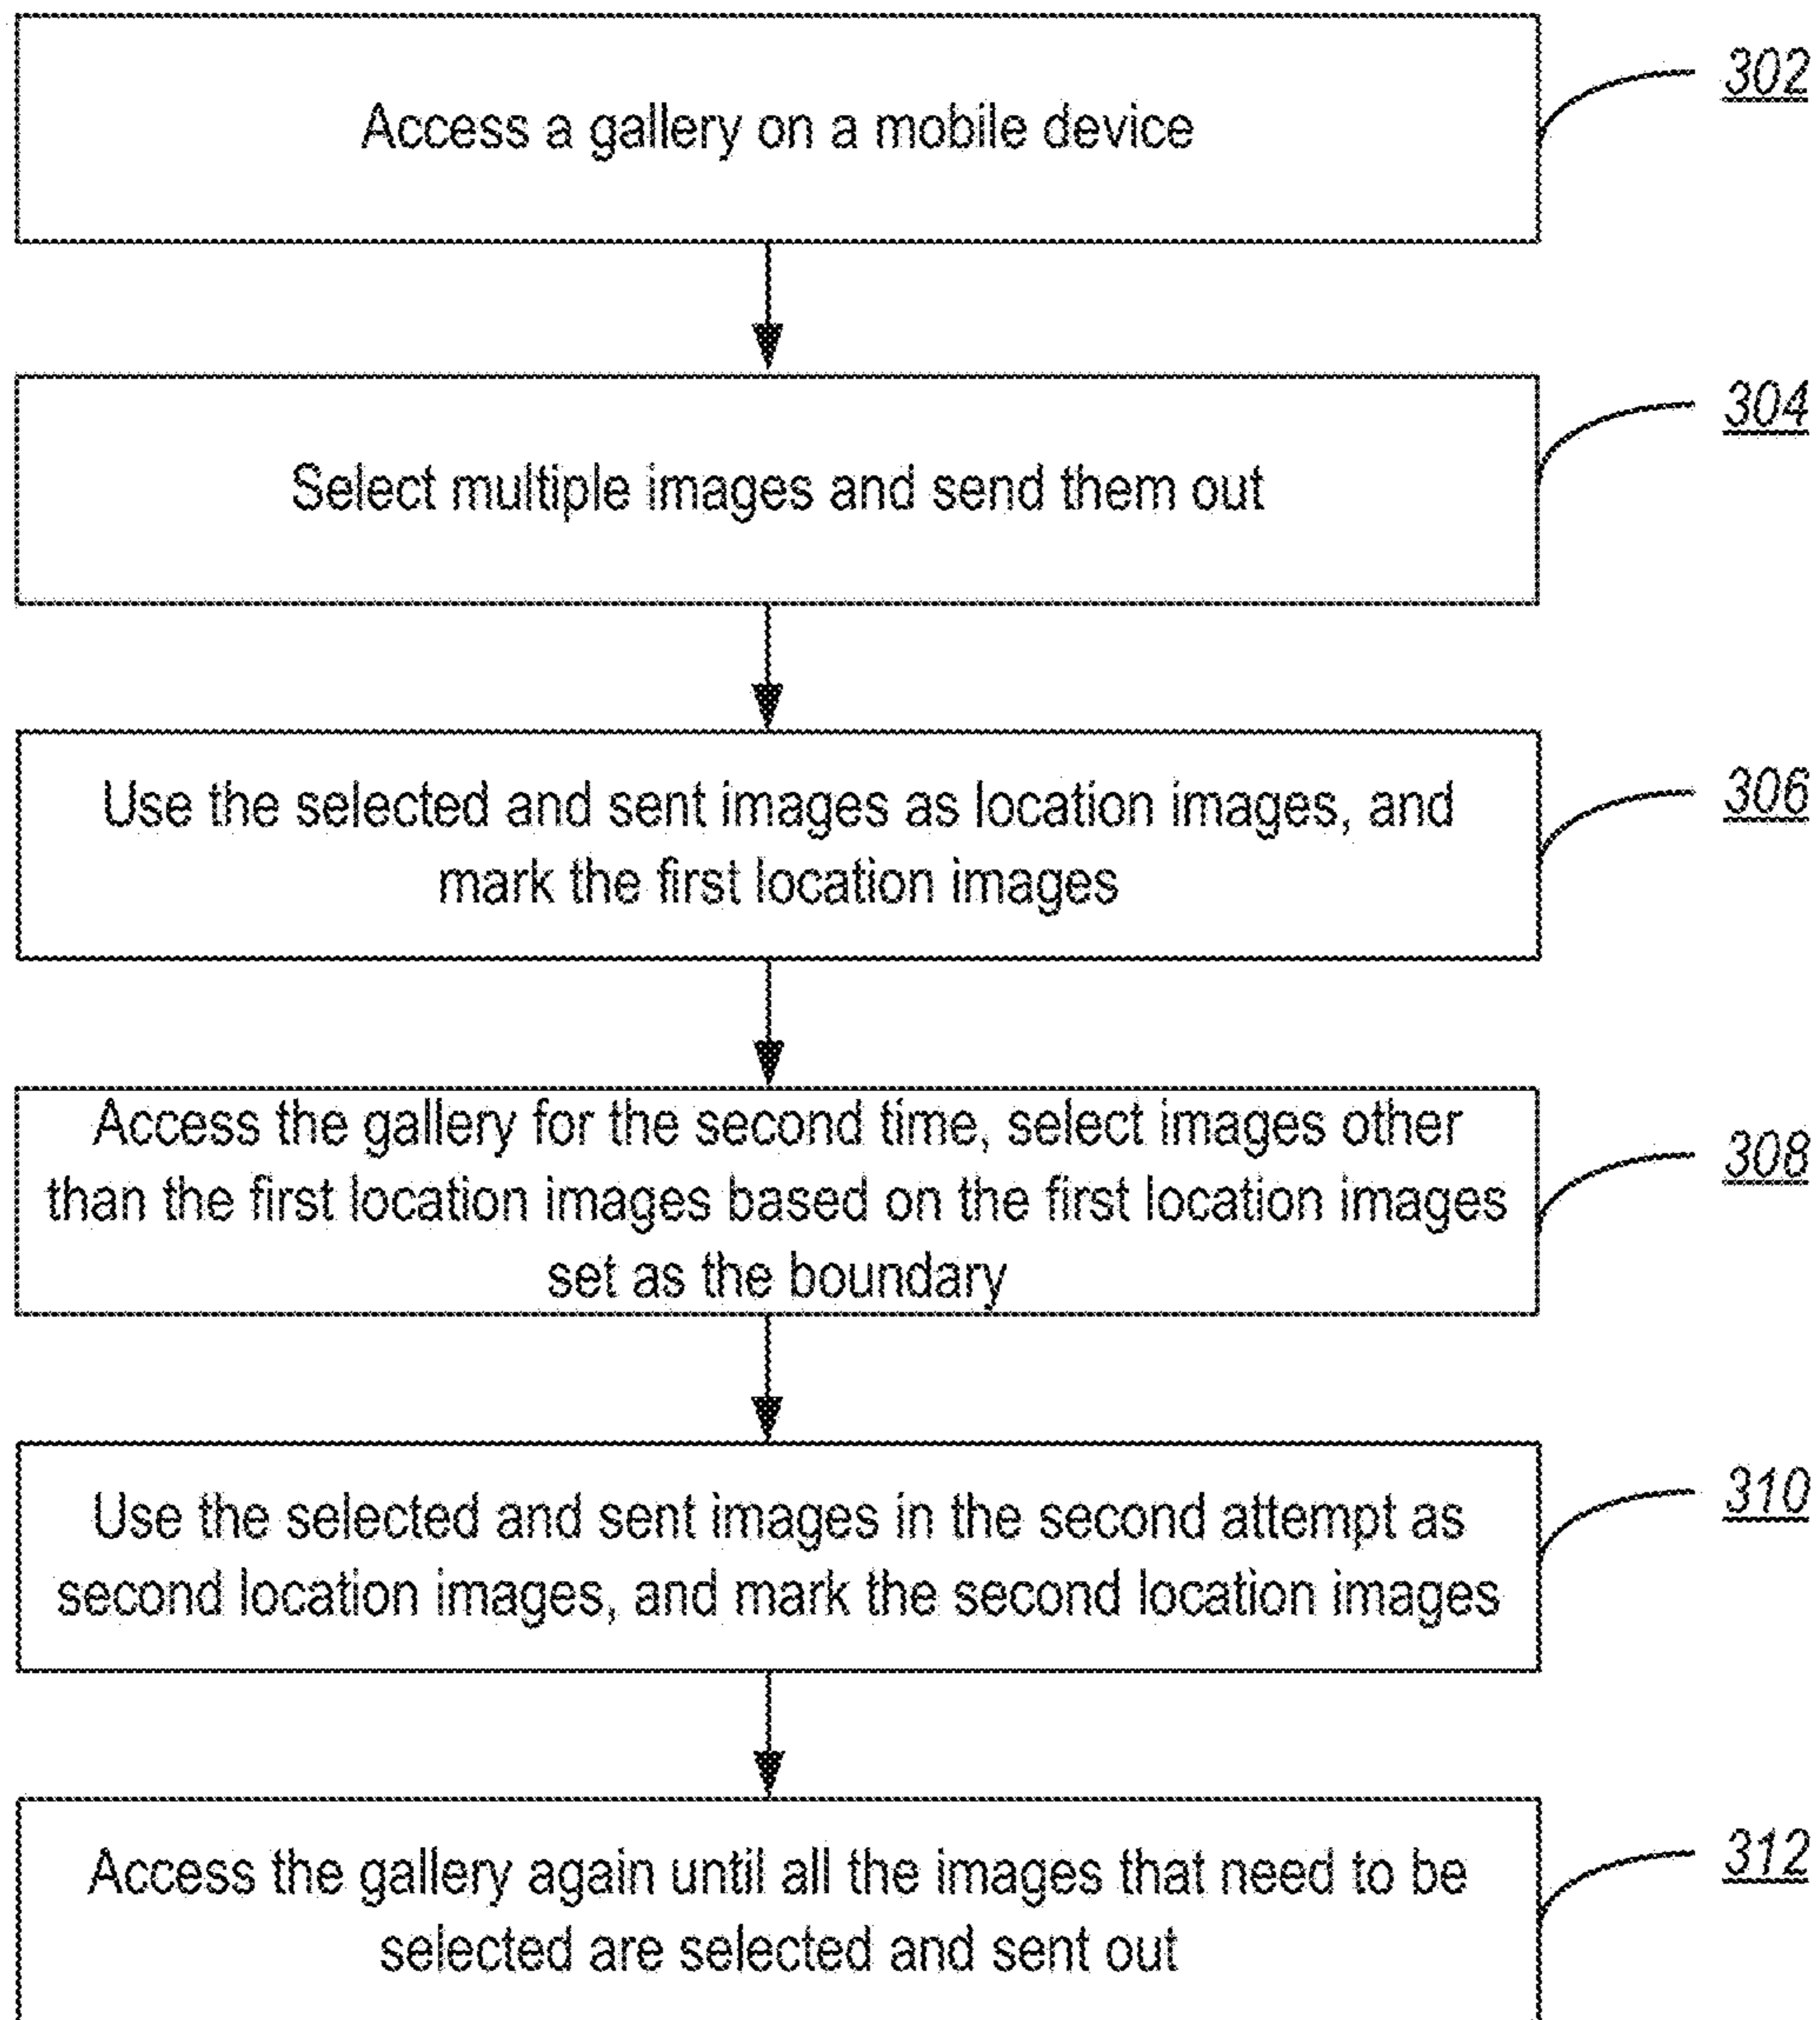 Access a gallery on a mobile device
302
Select multiple images and send them out
304
Use the selected and sent images as location images, and
mark the first location images
306
Access the gallery for the second time, select images other
than the first location images based on the first location images
set as the boundary
308
Use the selected and sent images in the second attempt as
second location images, and mark the second location images
310
Access the gallery again until all the images that need to be
selected are selected and sent out
312